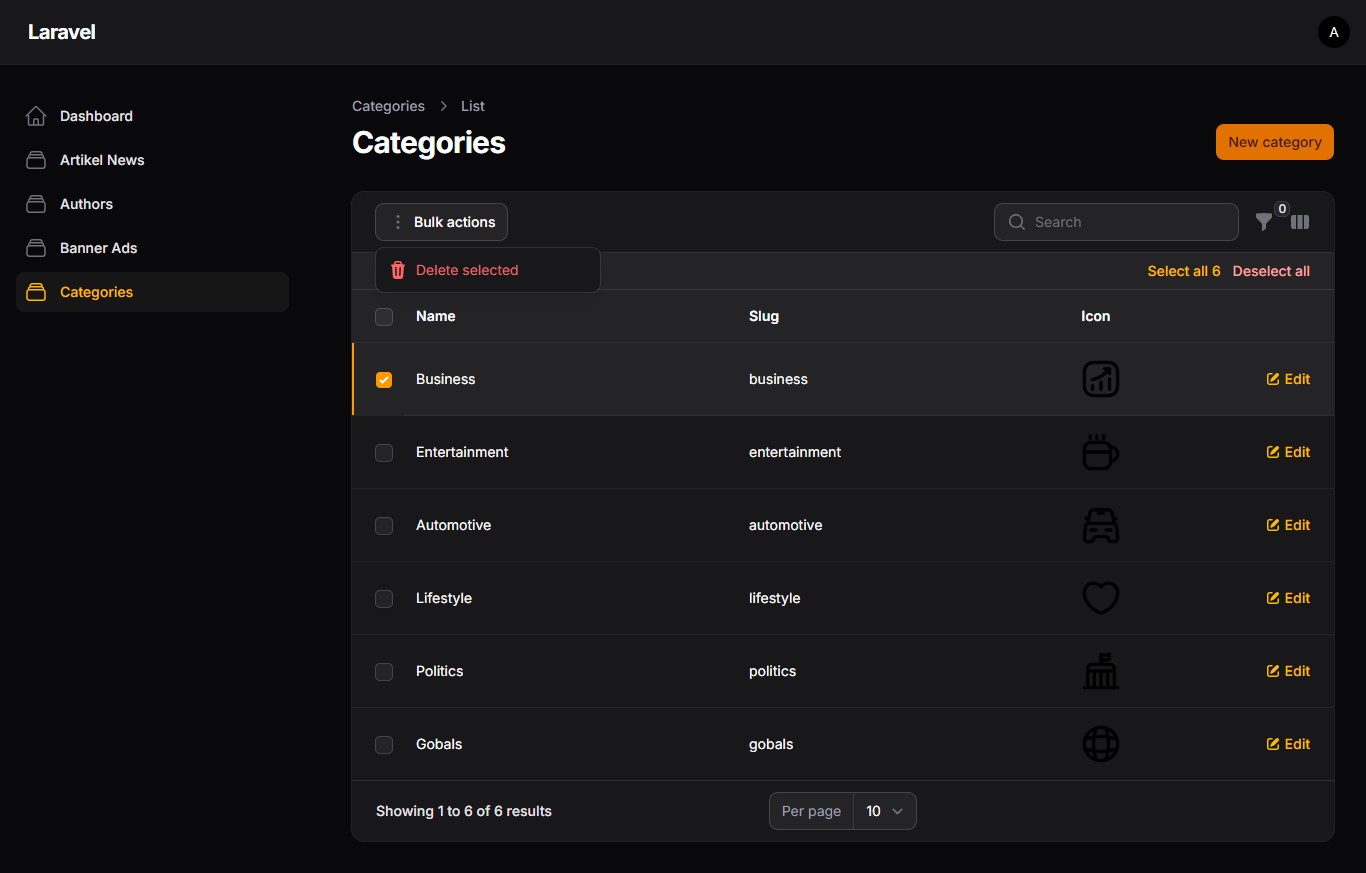 Laravel
A
Dashboard
Artikel News
Authors
Banner Ads
Categories
Categories > List
Categories
New category
Bulk actions
Search
0
Delete selected
Select all 6 Deselect all
Name Slug Icon
Business business Edit
Entertainment entertainment Edit
Automotive automotive Edit
Lifestyle lifestyle Edit
Politics politics Edit
Gobals gobals Edit
Showing 1 to 6 of 6 results
Per page 10